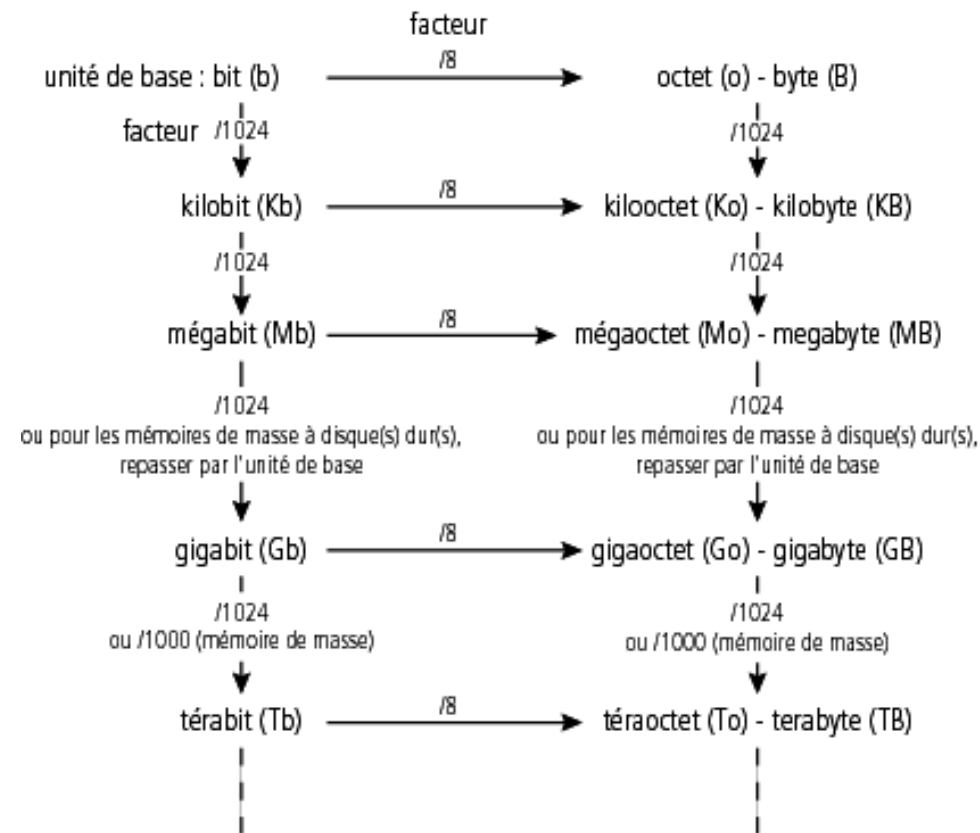 facteur
/8
unité de base : bit (b)
octet (o) - byte (B)
facteur /1024
/1024
/8
kilobit (Kb)
kilooctet (Ko) - kilobyte (KB)
/1024
/1024
/8
mégabit (Mb)
mégaoctet (Mo) - megabyte (MB)
/1024
ou pour les mémoires de masse à disque(s) dur(s),
repasser par l'unité de base
/1024
ou pour les mémoires de masse à disque(s) dur(s),
repasser par l'unité de base
/8
gigabit (Gb)
gigaoctet (Go) - gigabyte (GB)
/1024
ou /1000 (mémoire de masse)
/1024
ou /1000 (mémoire de masse)
/8
térabit (Tb)
téraoctet (To) - terabyte (TB)